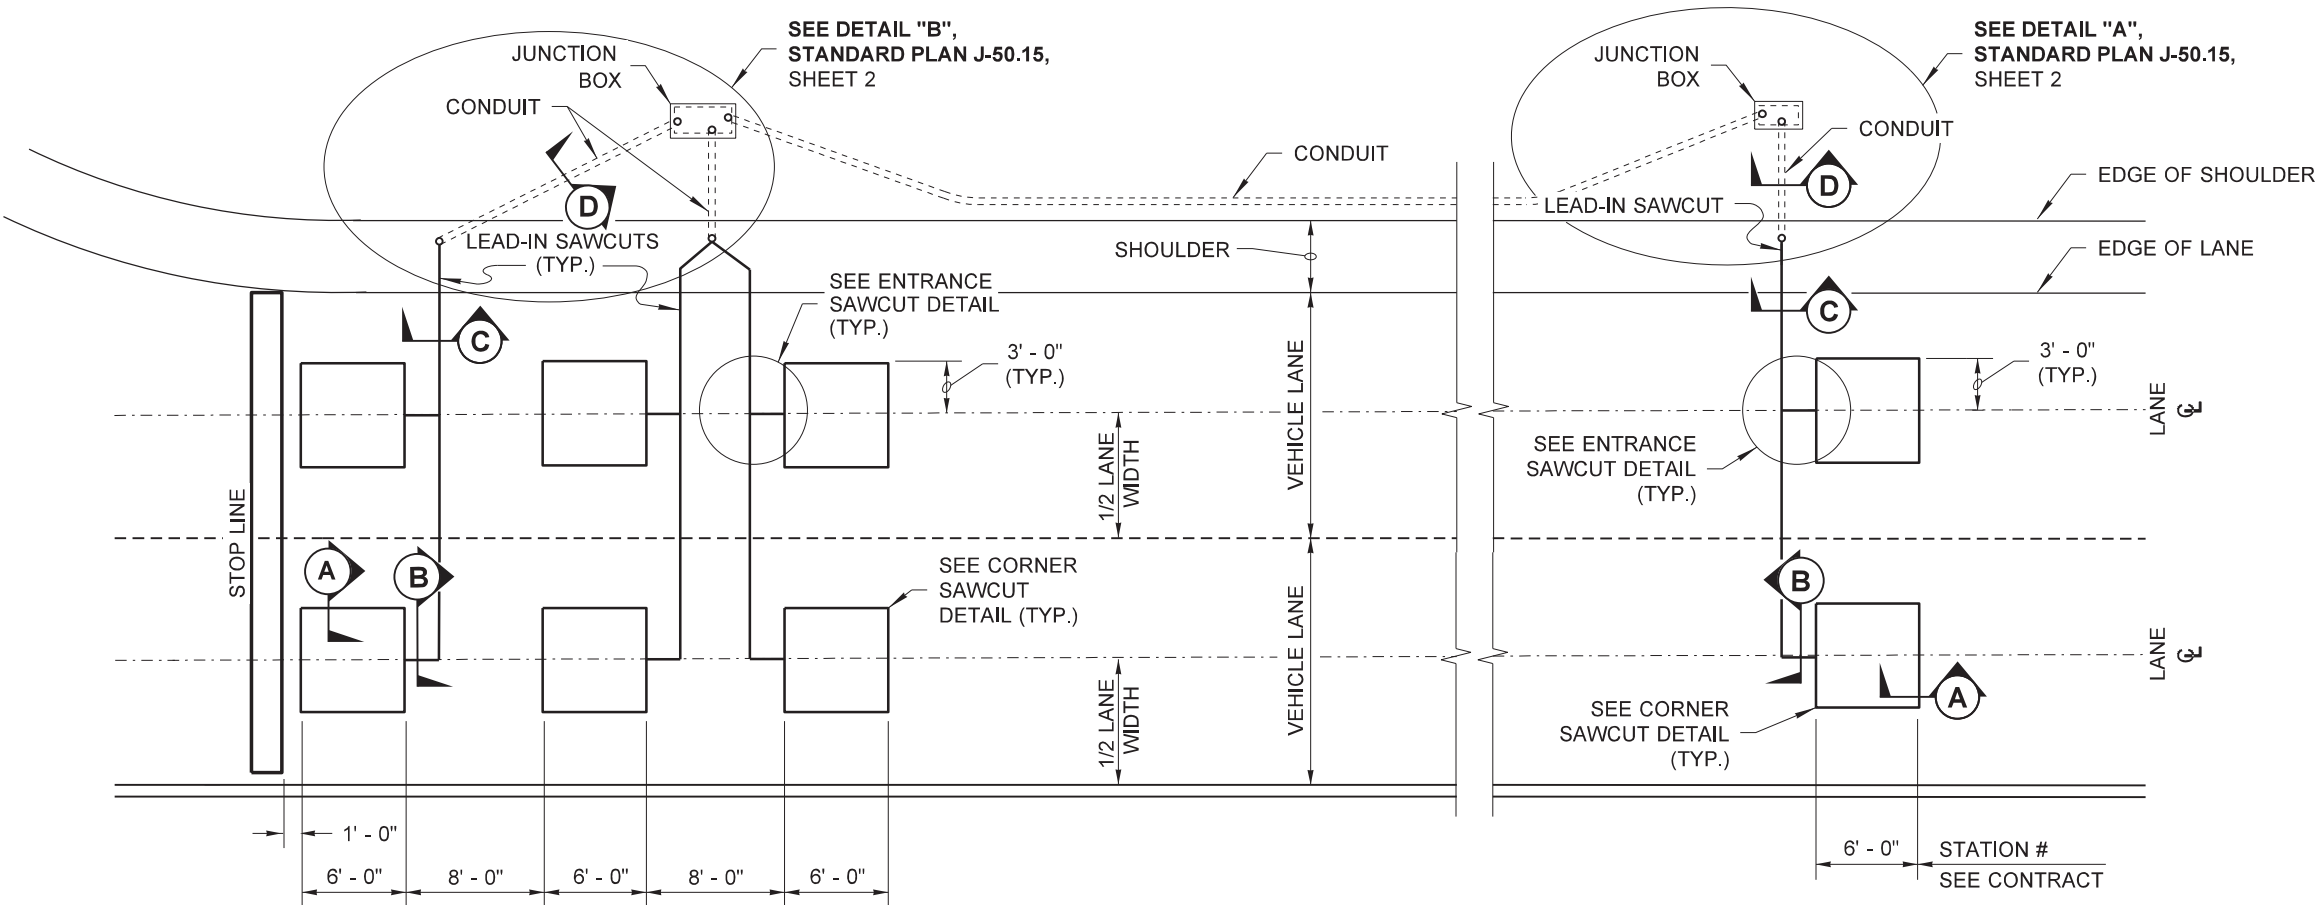 SEE DETAIL "B",
STANDARD PLAN J-50.15,
SHEET 2
JUNCTION
BOX
CONDUIT
SEE DETAIL "A",
STANDARD PLAN J-50.15,
SHEET 2
JUNCTION
BOX
CONDUIT
CONDUIT
D
D
EDGE OF SHOULDER
LEAD-IN SAWCUT
LEAD-IN SAWCUTS
(TYP.)
SHOULDER
EDGE OF LANE
SEE ENTRANCE
SAWCUT DETAIL
(TYP.)
C
C
3' - 0"
(TYP.)
3' - 0"
(TYP.)
VEHICLE LANE
LANE
CL
1/2 LANE
WIDTH
SEE ENTRANCE
SAWCUT DETAIL
(TYP.)
STOP LINE
A
B
SEE CORNER
SAWCUT
DETAIL (TYP.)
B
VEHICLE LANE
LANE
CL
1/2 LANE
WIDTH
A
SEE CORNER
SAWCUT DETAIL
(TYP.)
1' - 0"
6' - 0"
8' - 0"
6' - 0"
8' - 0"
6' - 0"
6' - 0"
STATION #
SEE CONTRACT